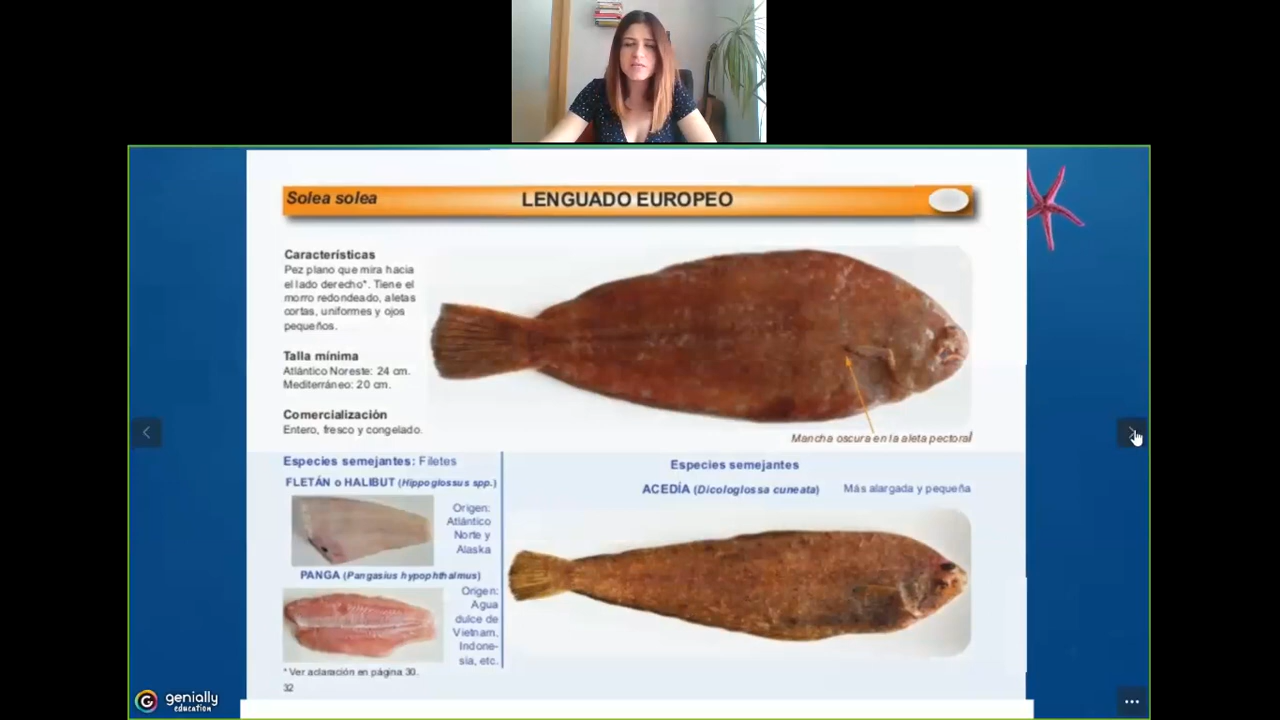 Solea solea
LENGUADO EUROPEO
Características
Pez plano que mira hacia
el lado derecho*. Tiene el
morro redondeado, aletas
cortas, uniformes y ojos
pequeños.
Talla mínima
Atlántico Noreste: 24 cm.
Mediterráneo: 20 cm.
Comercialización
Entero, fresco y congelado.
Mancha oscura en la aleta pectoral
Especies semejantes: Filetes
FLETÁN o HALIBUT (Hippoglossus spp.)
Origen:
Atlántico
Norte y
Alaska
PANGA (Pangasius hypophthalmus)
Origen:
Agua
dulce de
Vietnam.
Indone-
sia, etc.
* Ver aclaración en página 30.
32
Especies semejantes
ACEDÍA (Dicologlossa cuneata) Más alargada y pequeña
genially
education